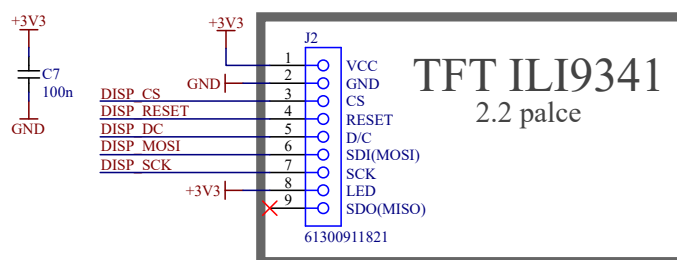 +3V3
C7
100n
GND
+3V3
J2
TFT ILI9341
2.2 palce
1 VCC
GND 2 GND
DISP_CS 3 CS
DISP_RESET 4 RESET
DISP_DC 5 D/C
DISP_MOSI 6 SDI(MOSI)
DISP_SCK 7 SCK
+3V3 8 LED
9 SDO(MISO)
61300911821